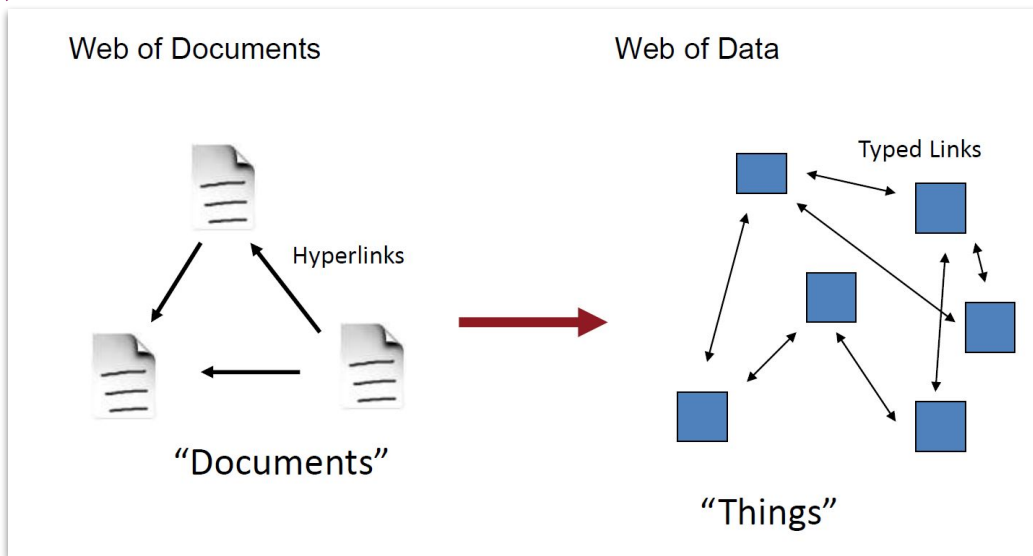 Web of Documents
Web of Data
Typed Links
Hyperlinks
“Documents”
“Things”